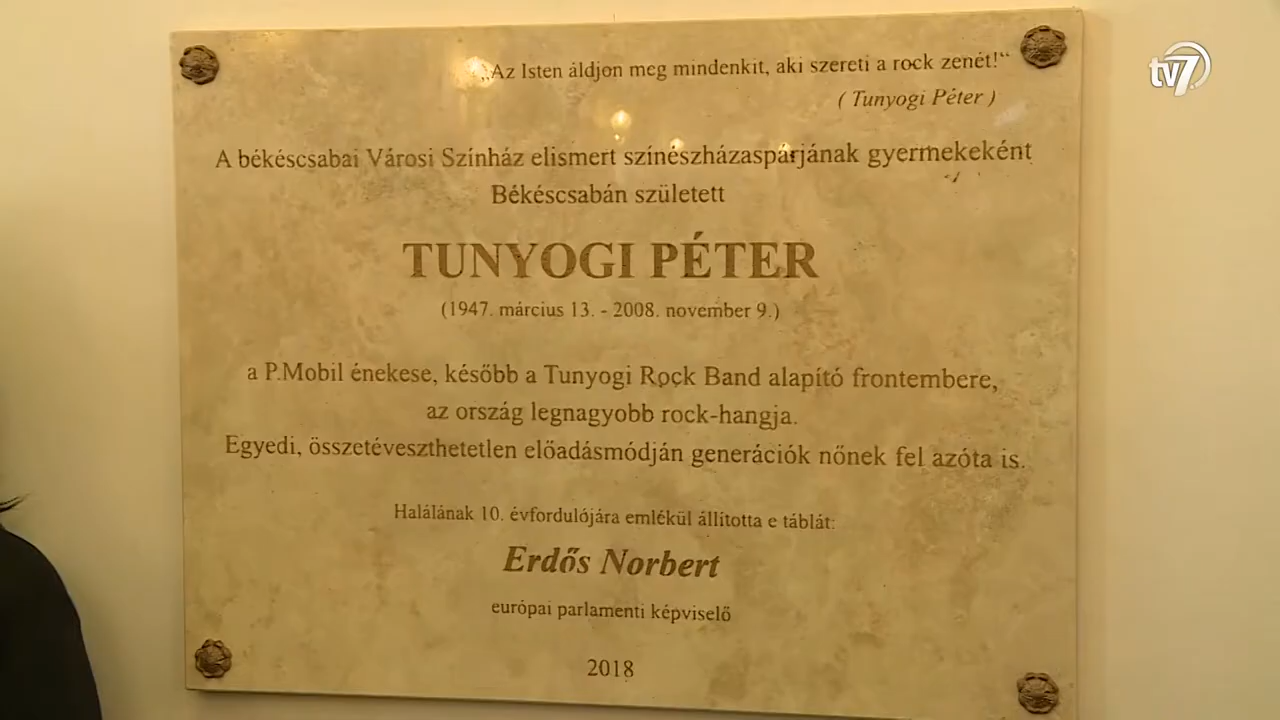 „Az Isten áldjon meg mindenkit, aki szereti a rock zenét!“
( Tunyogi Péter )
A békéscsabai Városi Színház elismert színészházaspárjának gyermekeként
Békéscsabán született
TUNYOGI PÉTER
(1947. március 13. - 2008. november 9.)
a P.Mobil énekese, később a Tunyogi Rock Band alapító frontembere,
az ország legnagyobb rock-hangja.
Egyedi, összetéveszthetetlen előadásmódján generációk nőnek fel azóta is.
Halálának 10. évfordulójára emlékül állította e táblát:
Erdős Norbert
európai parlamenti képviselő
2018
tv7